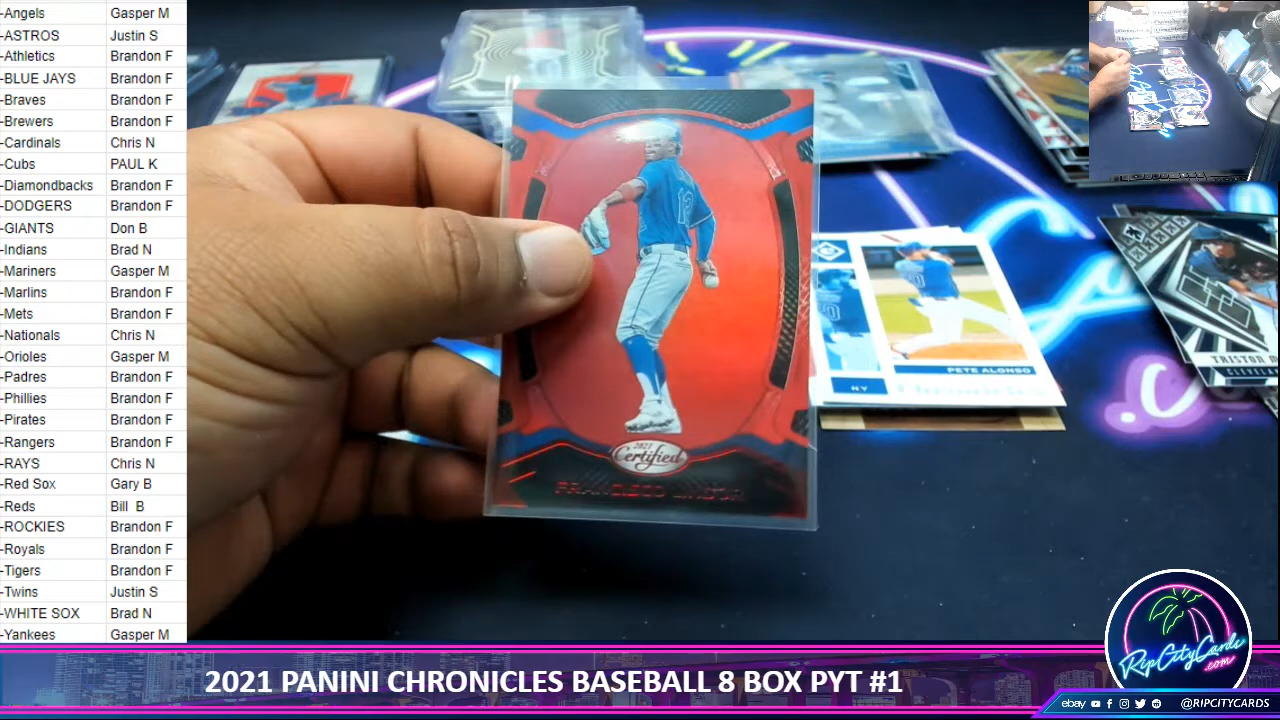 -Angels Gasper M
-ASTROS Justin S
-Athletics Brandon F
-BLUE JAYS Brandon F
-Braves Brandon F
-Brewers Brandon F
-Cardinals Chris N
-Cubs PAUL K
-Diamondbacks Brandon F
-DODGERS Brandon F
-GIANTS Don B
-Indians Brad N
-Mariners Gasper M
-Marlins Brandon F
-Mets Brandon F
-Nationals Chris N
-Orioles Gasper M
-Padres Brandon F
-Phillies Brandon F
-Pirates Brandon F
-Rangers Brandon F
-RAYS Chris N
-Red Sox Gary B
-Reds Bill B
-ROCKIES Brandon F
-Royals Brandon F
-Tigers Brandon F
-Twins Justin S
-WHITE SOX Brad N
-Yankees Gasper M
12
2021
Certified
FRANCISCO LINDOR
PETE ALONSO
NY
TRISTON
RipCityCards
.com
2021 PANINI CHRONICLES BASEBALL 8 BOX PYT #1
ebay @RIPCITYCARDS